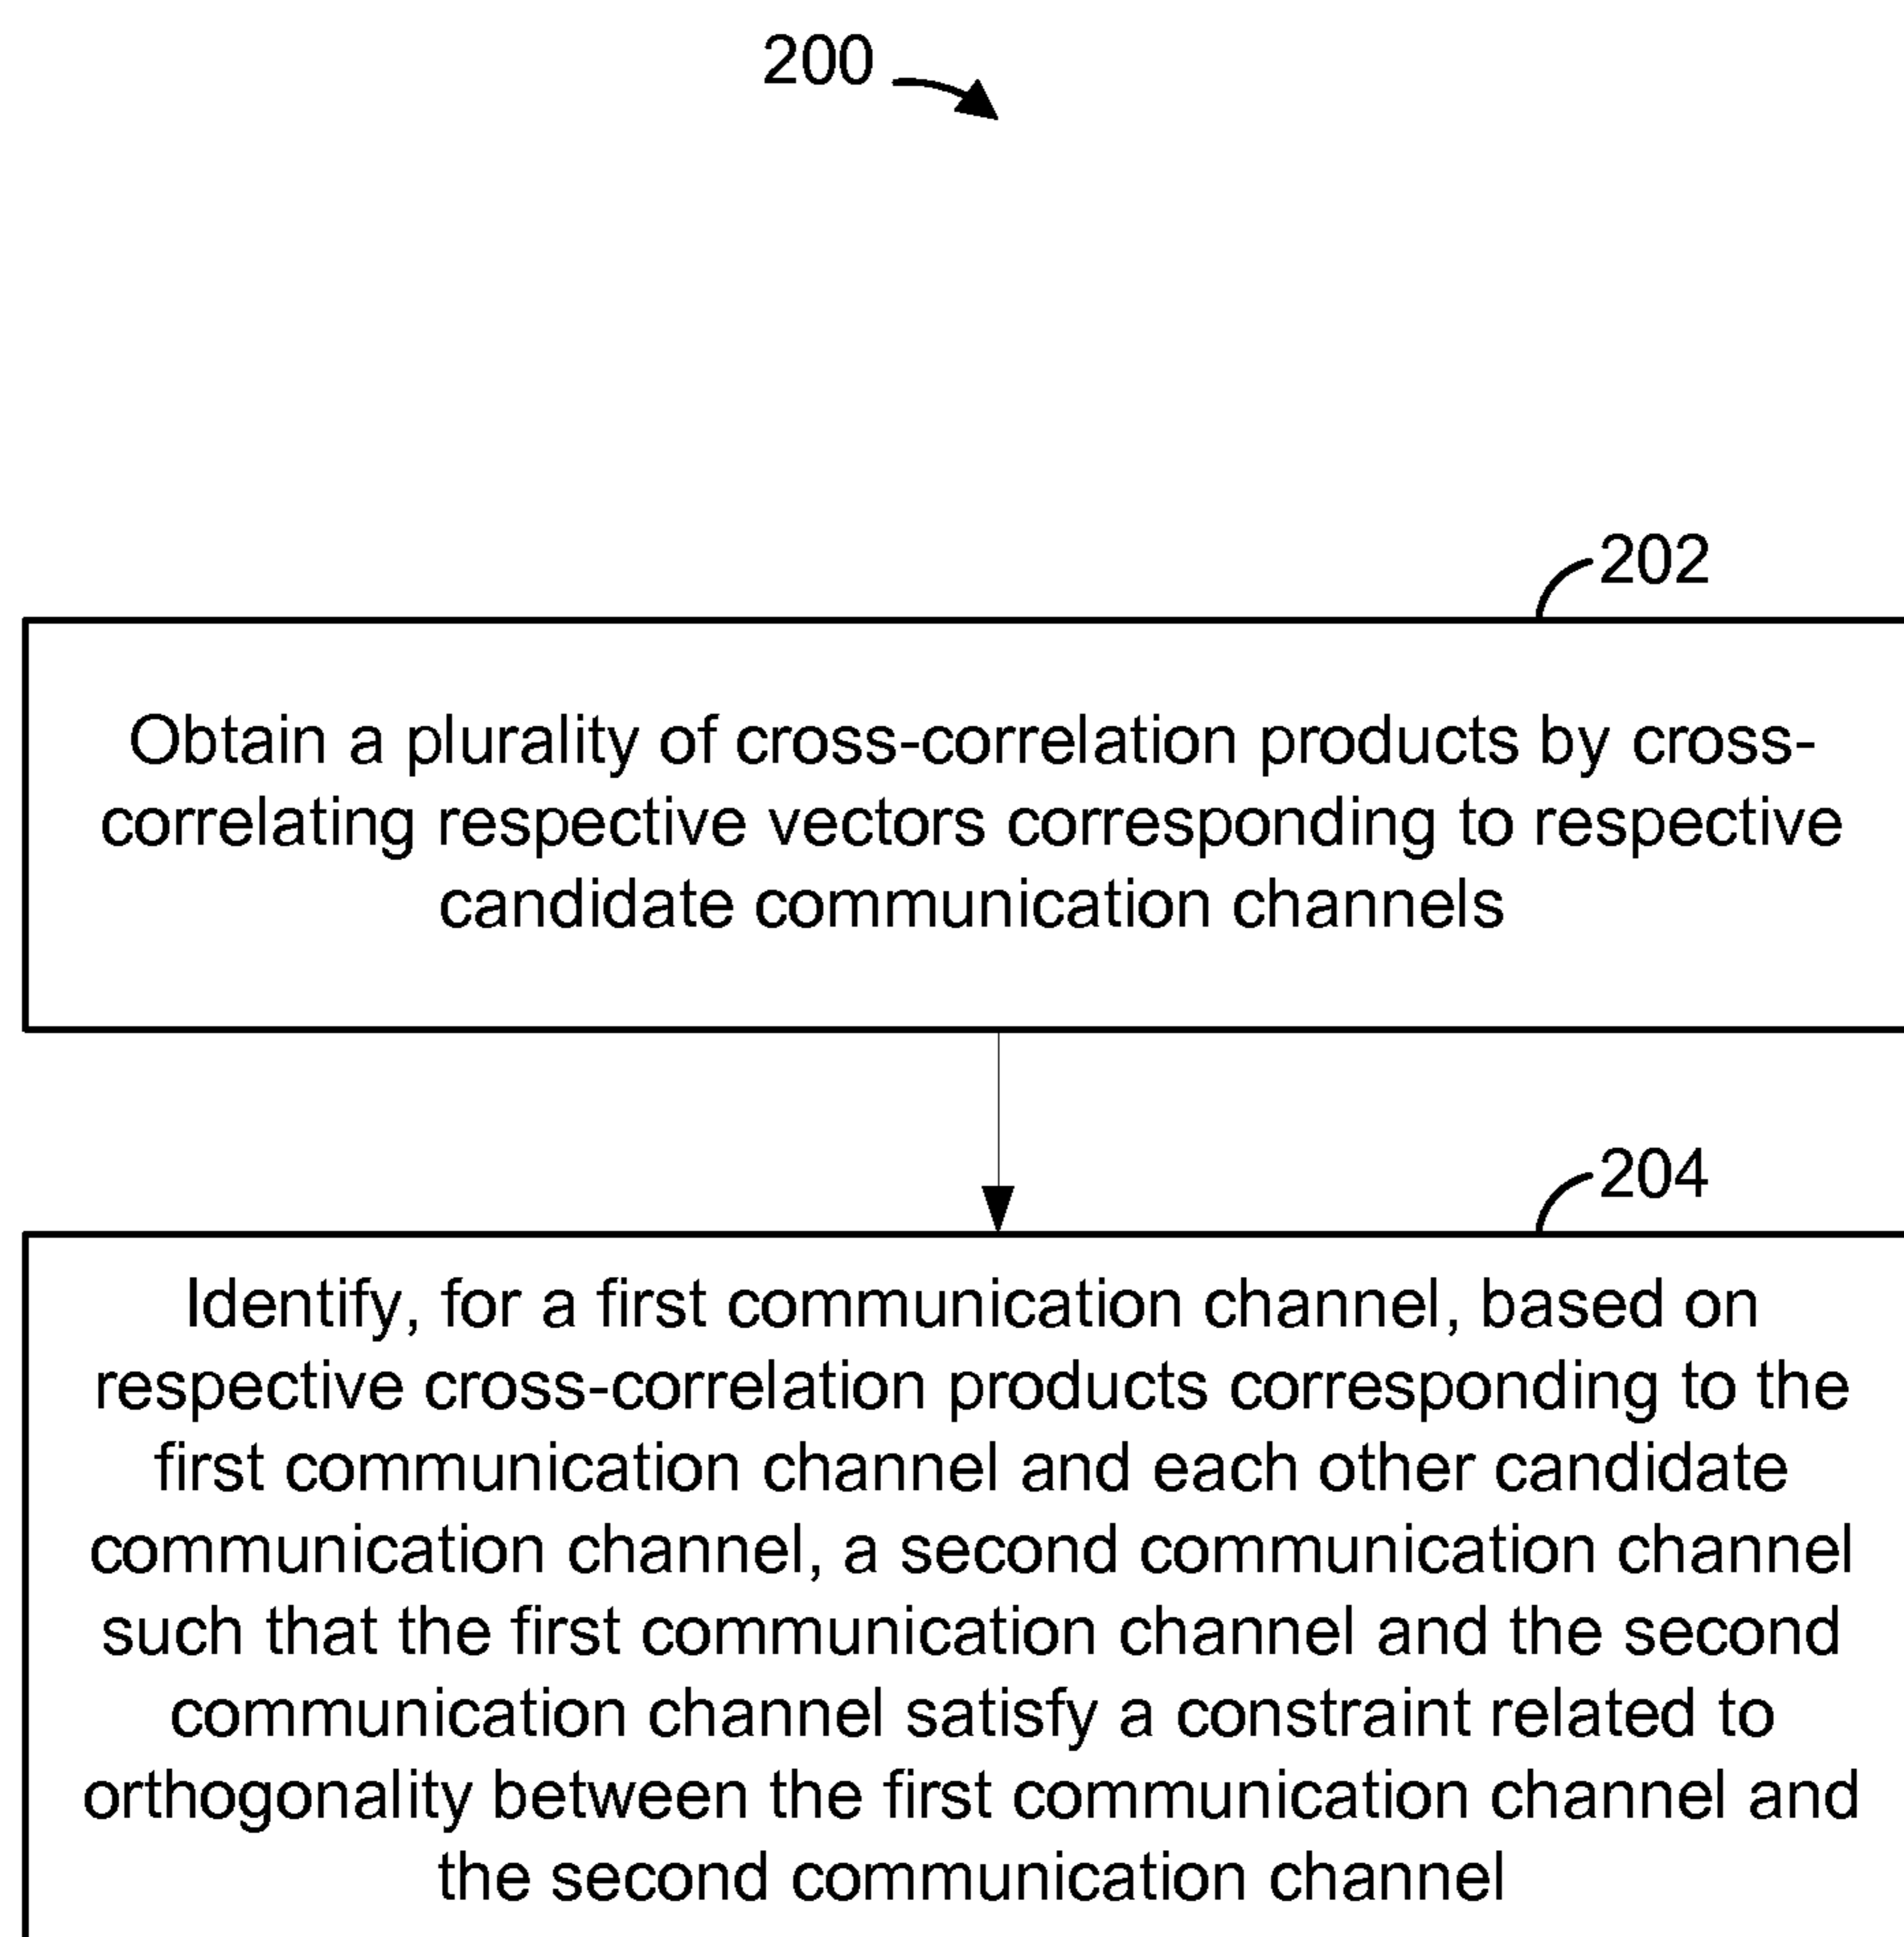 200
202
Obtain a plurality of cross-correlation products by cross-
correlating respective vectors corresponding to respective
candidate communication channels
204
Identify, for a first communication channel, based on
respective cross-correlation products corresponding to the
first communication channel and each other candidate
communication channel, a second communication channel
such that the first communication channel and the second
communication channel satisfy a constraint related to
orthogonality between the first communication channel and
the second communication channel